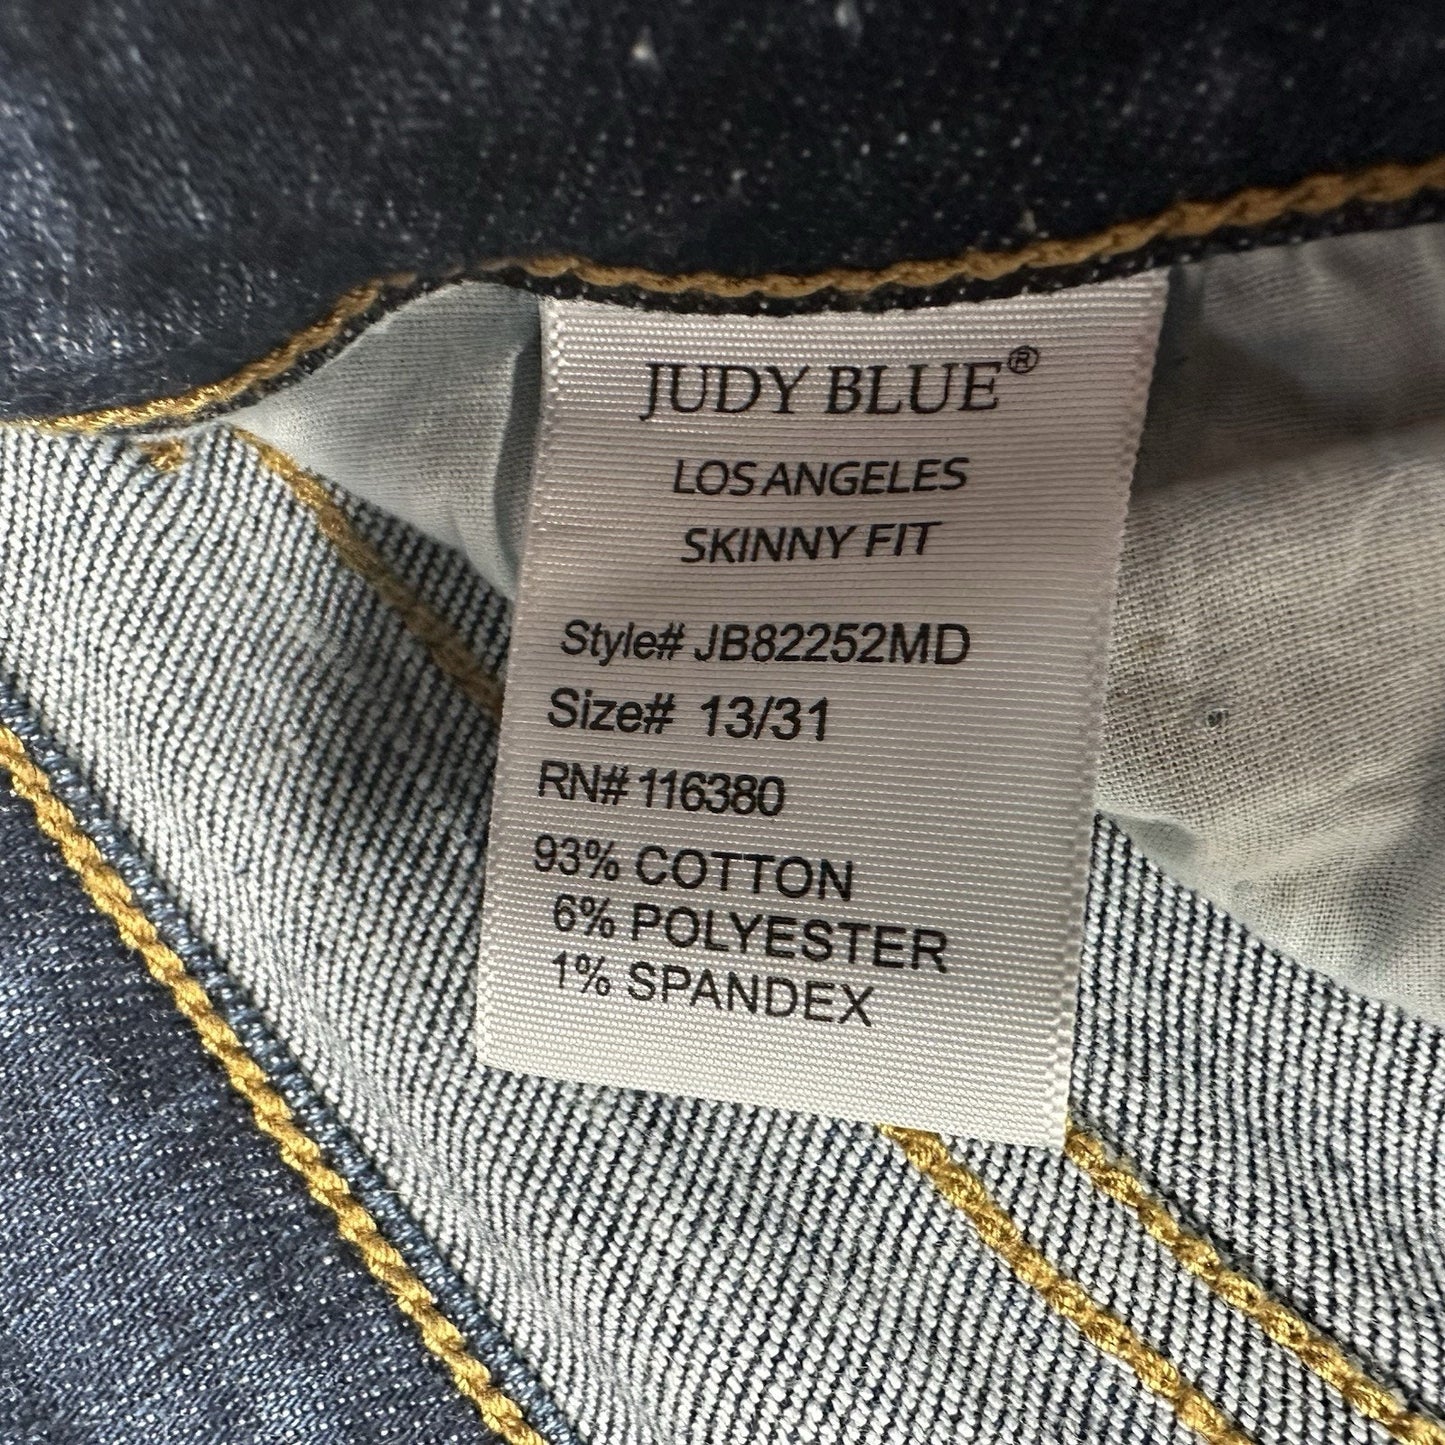 JUDY BLUE®
LOS ANGELES
SKINNY FIT
Style# JB82252MD
Size# 13/31
RN# 116380
93% COTTON
6% POLYESTER
1% SPANDEX